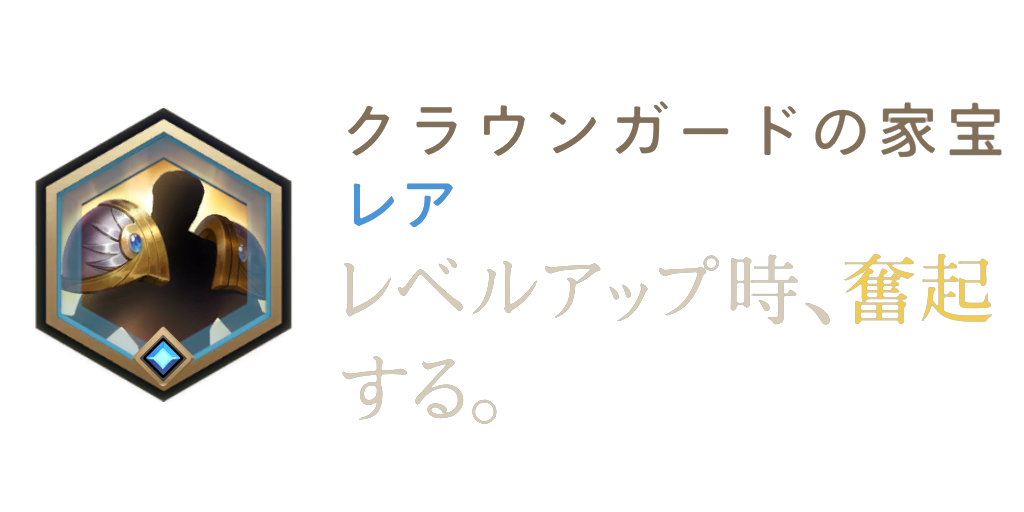 クラウンガードの家宝
レア
レベルアップ時、奮起
する。